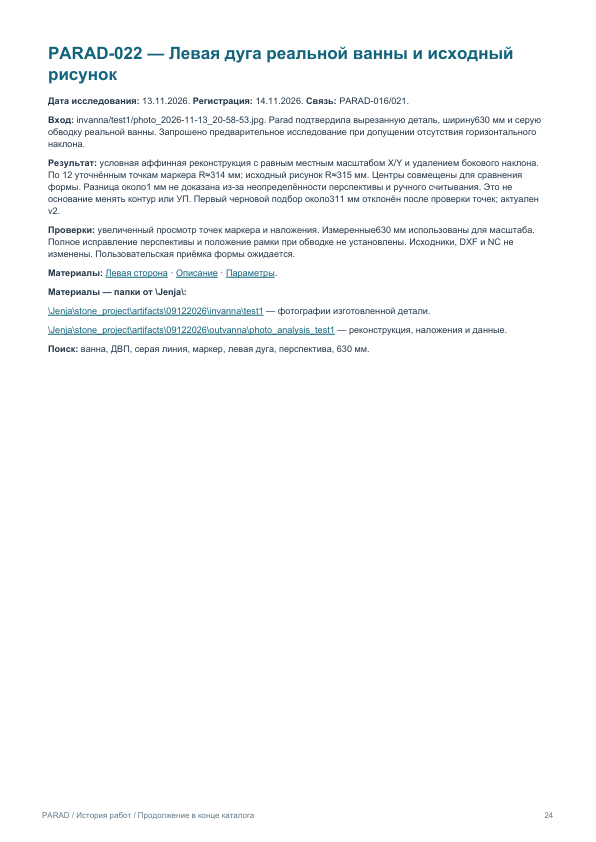 PARAD-022 — Левая дуга реальной ванны и исходный
рисунок
Дата исследования: 13.11.2026. Регистрация: 14.11.2026. Связь: PARAD-016/021.
Вход: invanna/test1/photo_2026-11-13_20-58-53.jpg. Parad подтвердила вырезанную деталь, ширину630 мм и серую
обводку реальной ванны. Запрошено предварительное исследование при допущении отсутствия горизонтального
наклона.
Результат: условная аффинная реконструкция с равным местным масштабом X/Y и удалением бокового наклона.
По 12 уточнённым точкам маркера R≈314 мм; исходный рисунок R≈315 мм. Центры совмещены для сравнения
формы. Разница около1 мм не доказана из-за неопределённости перспективы и ручного считывания. Это не
основание менять контур или УП. Первый черновой подбор около311 мм отклонён после проверки точек; актуален
v2.
Проверки: увеличенный просмотр точек маркера и наложения. Измеренные630 мм использованы для масштаба.
Полное исправление перспективы и положение рамки при обводке не установлены. Исходники, DXF и NC не
изменены. Пользовательская приёмка формы ожидается.
Материалы: Левая сторона · Описание · Параметры.
Материалы — папки от \Jenja\:
\Jenja\stone_project\artifacts\09122026\invanna\test1 — фотографии изготовленной детали.
\Jenja\stone_project\artifacts\09122026\outvanna\photo_analysis_test1 — реконструкция, наложения и данные.
Поиск: ванна, ДВП, серая линия, маркер, левая дуга, перспектива, 630 мм.
PARAD / История работ / Продолжение в конце каталога
24